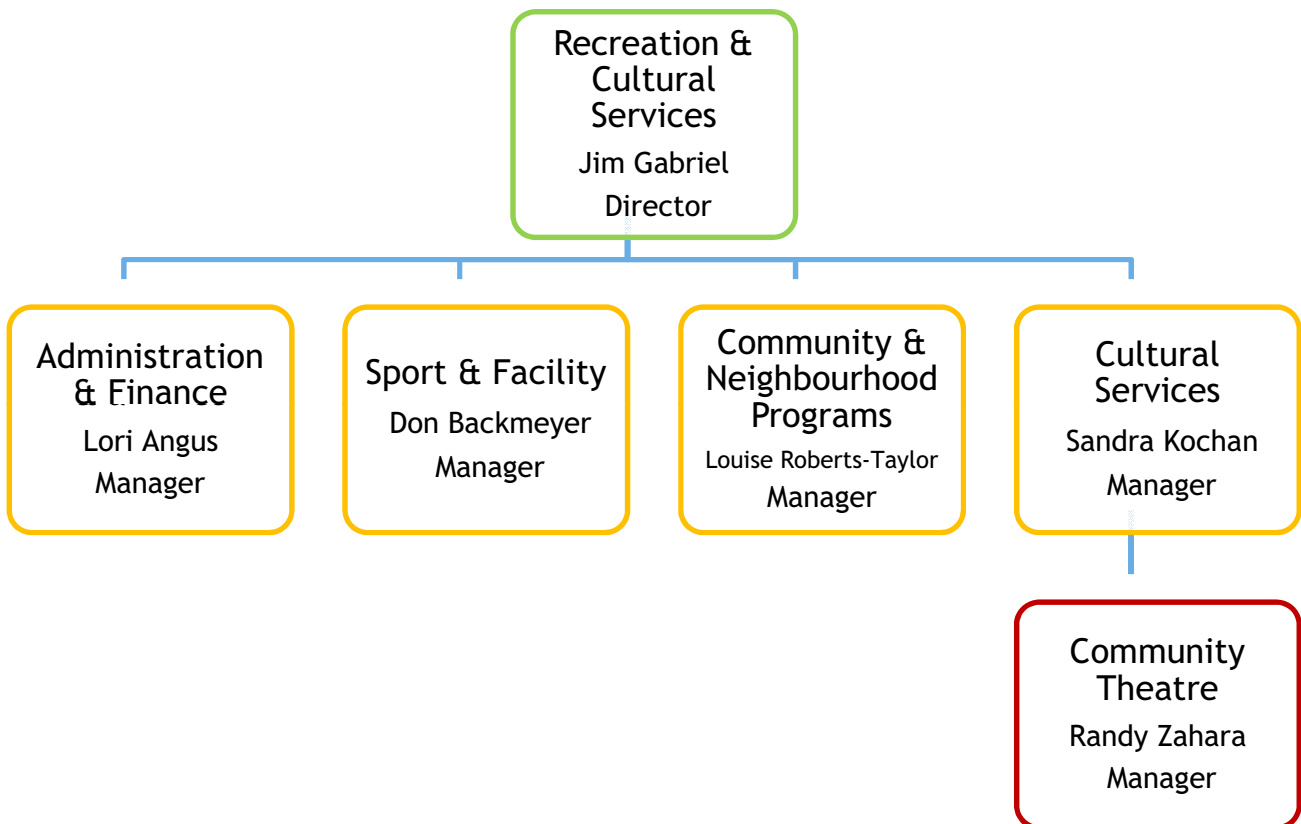 Recreation &
Cultural
Services
Jim Gabriel
Director
Administration
& Finance
Lori Angus
Manager
Sport & Facility
Don Backmeyer
Manager
Community &
Neighbourhood
Programs
Louise Roberts-Taylor
Manager
Cultural
Services
Sandra Kochan
Manager
Community
Theatre
Randy Zahara
Manager